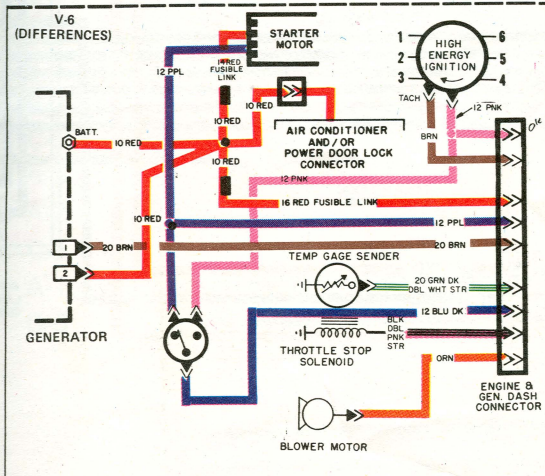 V-6
(DIFFERENCES)
STARTER
MOTOR
14 RED
FUSIBLE
LINK
12 PPL
10 RED
10 RED
BATT.
10 RED
10 RED
AIR CONDITIONER
AND/OR
POWER DOOR LOCK
CONNECTOR
HIGH
ENERGY
IGNITION
1
2
3
6
5
4
TACH
12 PNK
BRN
12 PNK
16 RED FUSIBLE LINK
10 RED
12 PPL
1
20 BRN
20 BRN
2
TEMP GAGE SENDER
20 GRN DK
DBL WHT STR
GENERATOR
12 BLU DK
BLK
DBL
PNK
STR
THROTTLE STOP
SOLENOID
ORN
ENGINE &
GEN. DASH
CONNECTOR
BLOWER MOTOR